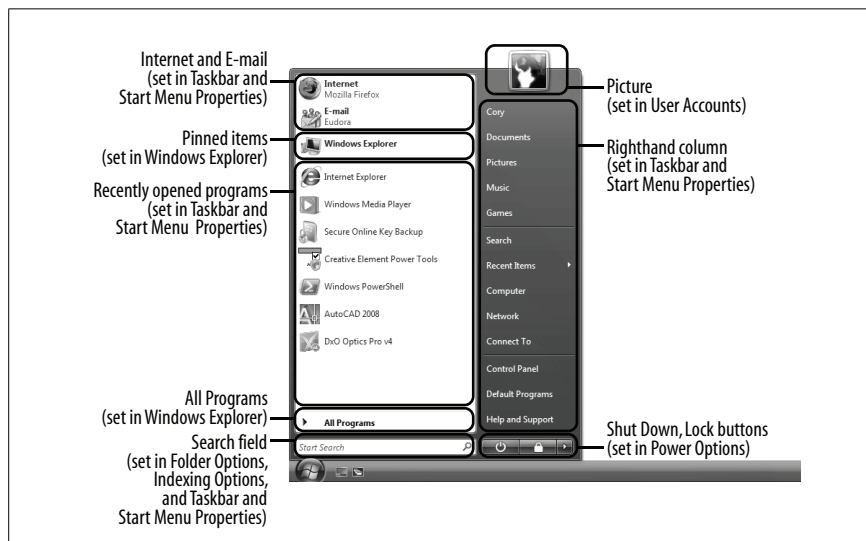 Internet and E-mail
(set in Taskbar and
Start Menu Properties)
Pinned items
(set in Windows Explorer)
Recently opened programs
(set in Taskbar and
Start Menu Properties)
All Programs
(set in Windows Explorer)
Search field
(set in Folder Options,
Indexing Options,
and Taskbar and
Start Menu Properties)
Internet
Mozilla Firefox
E-mail
Eudora
Windows Explorer
Internet Explorer
Windows Media Player
Secure Online Key Backup
Creative Element Power Tools
Windows PowerShell
AutoCAD 2008
DxO Optics Pro v4
All Programs
Start Search
Cory
Documents
Pictures
Music
Games
Search
Recent Items
Computer
Network
Connect To
Control Panel
Default Programs
Help and Support
Picture
(set in User Accounts)
Righthand column
(set in Taskbar and
Start Menu Properties)
Shut Down, Lock buttons
(set in Power Options)